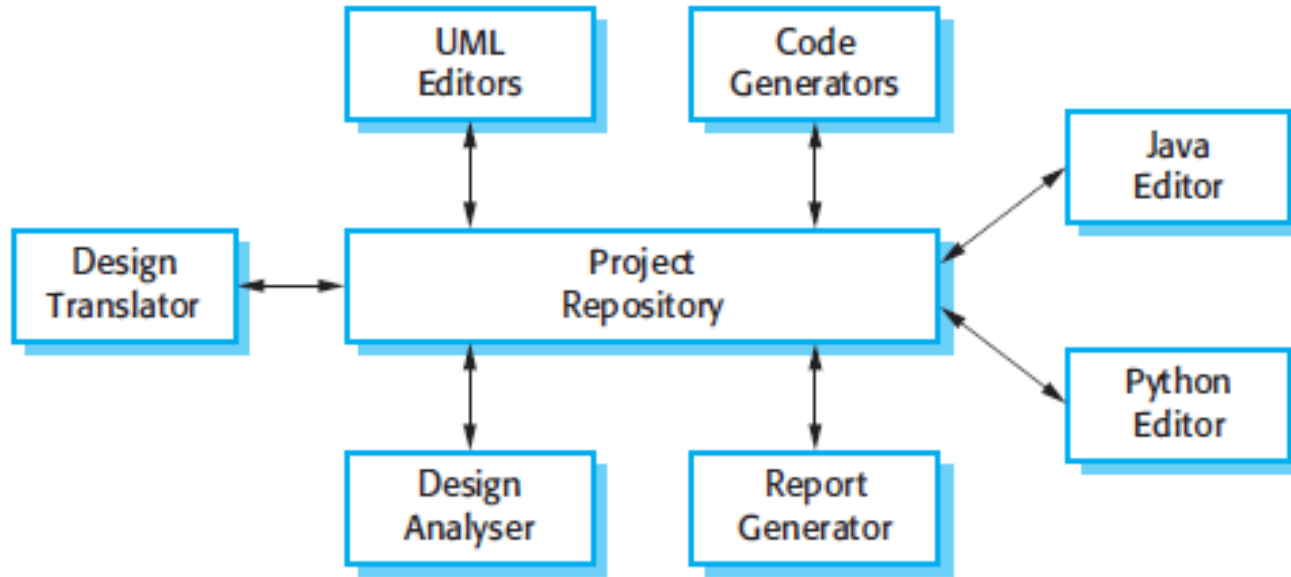 UML
Editors
Code
Generators
Java
Editor
Design
Translator
Project
Repository
Python
Editor
Design
Analyser
Report
Generator